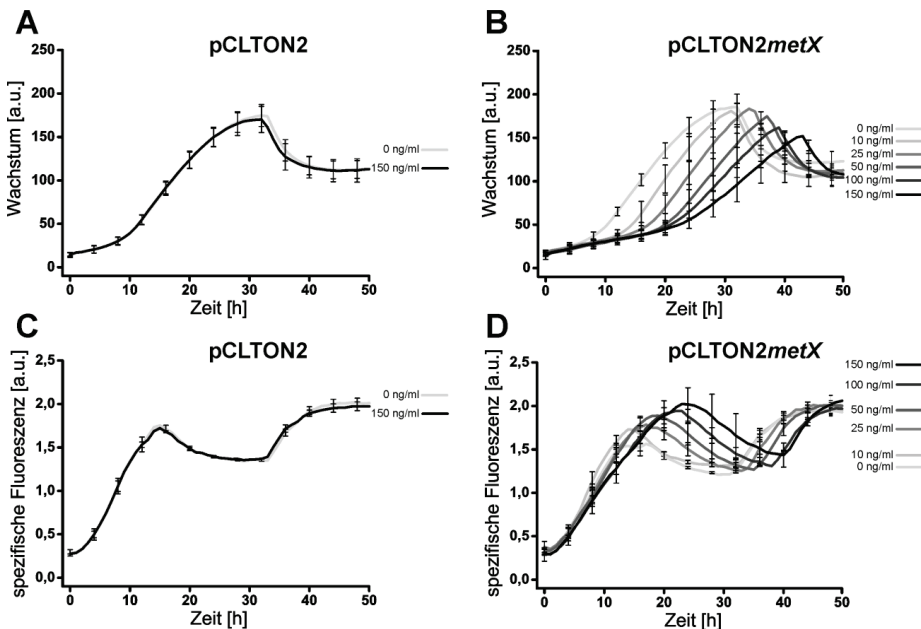 A
pCLTON2
Wachstum [a.u.]
250
200
150
100
50
0
0 10 20 30 40 50
Zeit [h]
0 ng/ml
150 ng/ml
B
pCLTON2metX
Wachstum [a.u.]
250
200
150
100
50
0
0 10 20 30 40 50
Zeit [h]
0 ng/ml
10 ng/ml
25 ng/ml
50 ng/ml
100 ng/ml
150 ng/ml
C
pCLTON2
spezifische Fluoreszenz [a.u.]
2,5
2,0
1,5
1,0
0,5
0,0
0 10 20 30 40 50
Zeit [h]
0 ng/ml
150 ng/ml
D
pCLTON2metX
spezifische Fluoreszenz [a.u.]
2,5
2,0
1,5
1,0
0,5
0,0
0 10 20 30 40 50
Zeit [h]
150 ng/ml
100 ng/ml
50 ng/ml
25 ng/ml
10 ng/ml
0 ng/ml